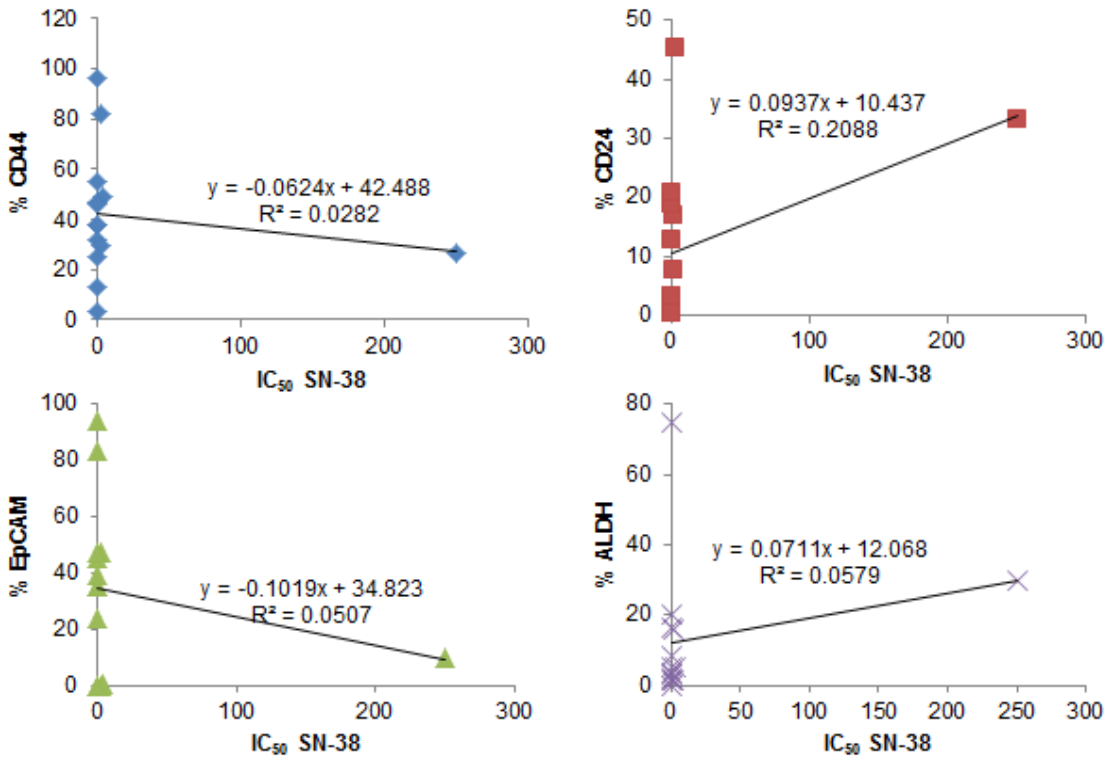 % CD44
120
100
80
60
40
20
0
y = -0.0624x + 42.488
R² = 0.0282
0 100 200 300
IC₅₀ SN-38
% CD24
50
40
30
20
10
0
y = 0.0937x + 10.437
R² = 0.2088
0 100 200 300
IC₅₀ SN-38
% EpCAM
100
80
60
40
20
0
y = -0.1019x + 34.823
R² = 0.0507
0 100 200 300
IC₅₀ SN-38
% ALDH
80
60
40
20
0
y = 0.0711x + 12.068
R² = 0.0579
0 50 100 150 200 250 300
IC₅₀ SN-38